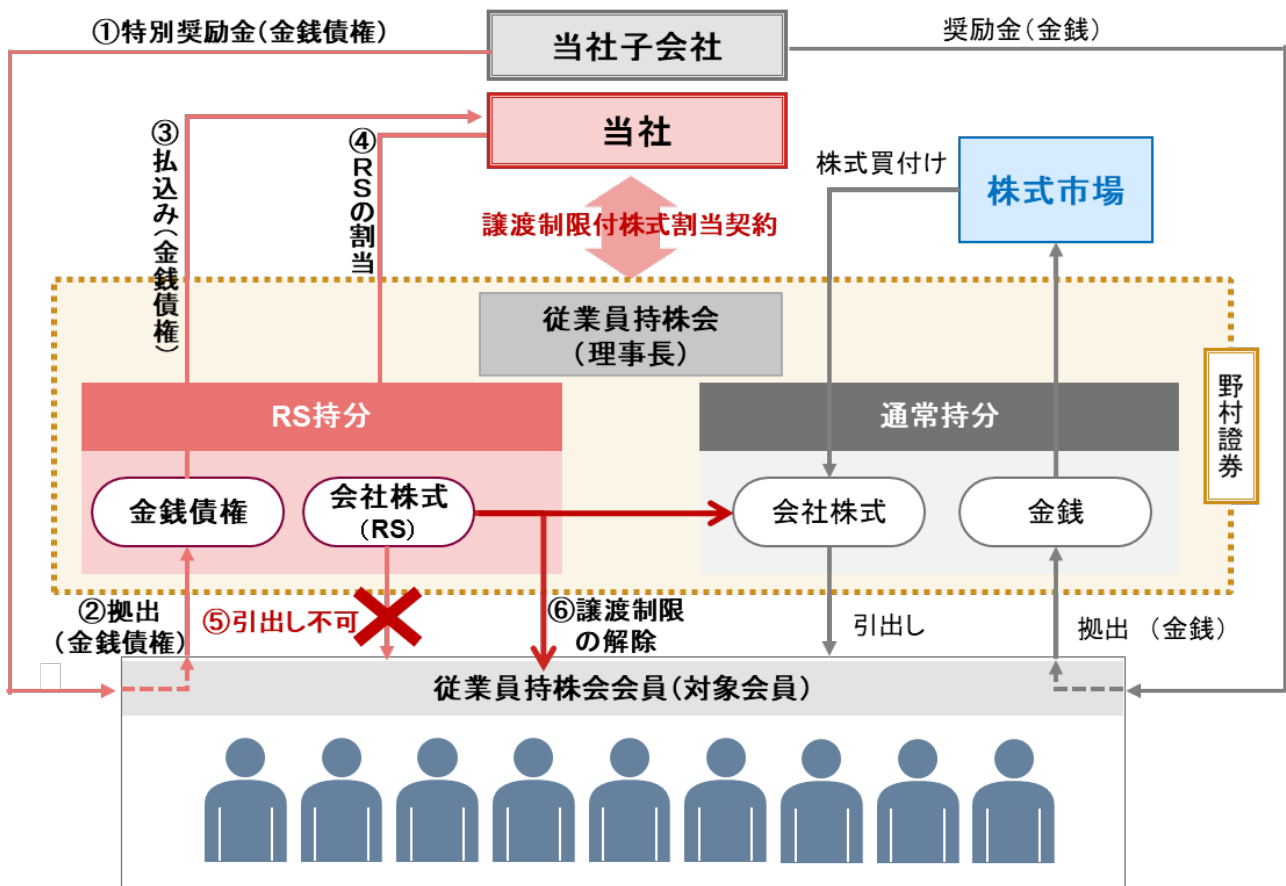 ①特別奨励金(金銭債権)
当社子会社
奨励金(金銭)
当社
③払込み(金銭債権)
④RSの割当
株式買付け
株式市場
譲渡制限付株式割当契約
従業員持株会
(理事長)
野村證券
RS持分
通常持分
金銭債権
会社株式
(RS)
会社株式
金銭
②拠出
(金銭債権)
⑤引出し不可
⑥譲渡制限
の解除
引出し
拠出 (金銭)
従業員持株会会員(対象会員)